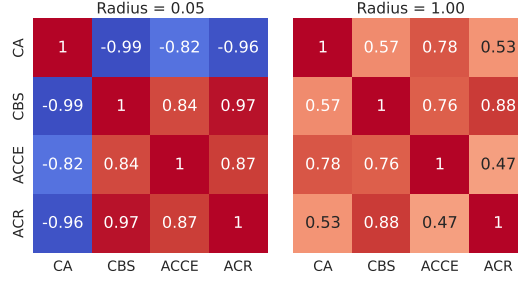 Radius = 0.05
Radius = 1.00
CA 1 -0.99 -0.82 -0.96 1 0.57 0.78 0.53
CBS -0.99 1 0.84 0.97 0.57 1 0.76 0.88
ACCE -0.82 0.84 1 0.87 0.78 0.76 1 0.47
ACR -0.96 0.97 0.87 1 0.53 0.88 0.47 1
CA CBS ACCE ACR CA CBS ACCE ACR